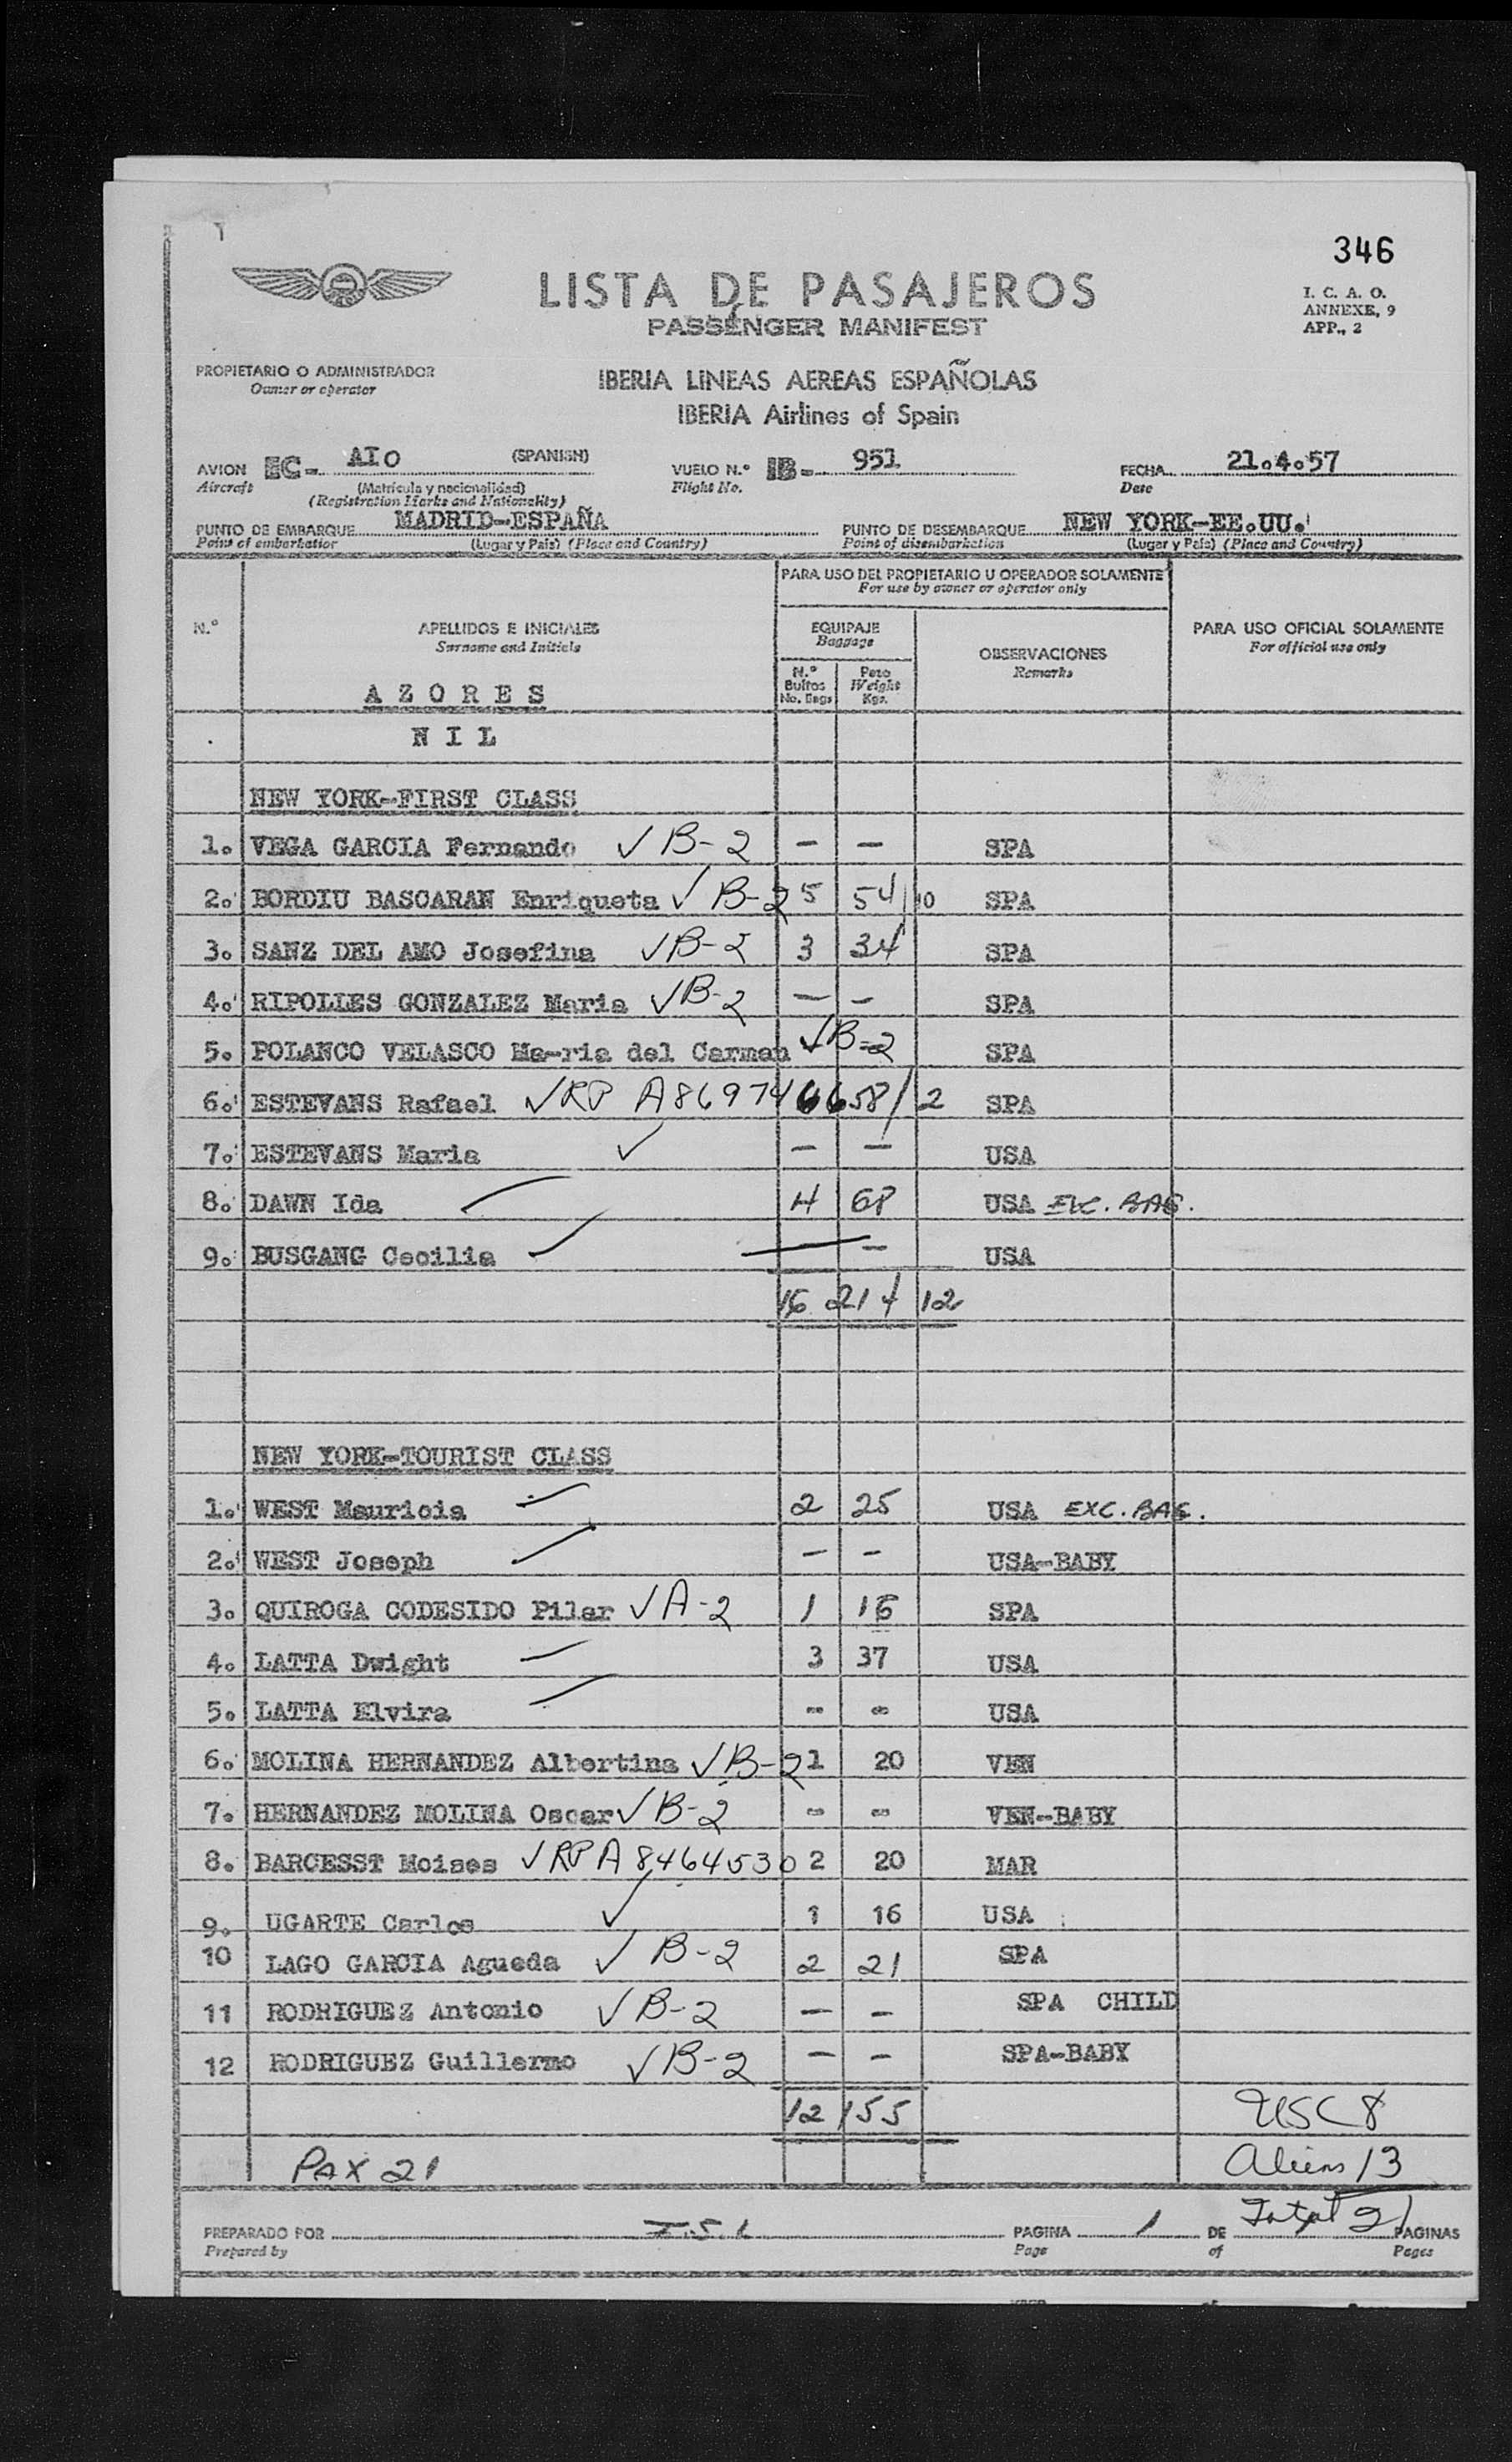 346
LISTA DE PASAJEROS
PASSENGER MANIFEST
I. C. A. O.
ANNEXE, 9
APP., 2
PROPIETARIO O ADMINISTRADOR
Owner or operator
IBERIA LINEAS AEREAS ESPAÑOLAS
IBERIA Airlines of Spain
AVION EC- AIO (SPANISH) VUELO N.º IB- 951 FECHA 21.4.57
Aircraft (Matrícula y nacionalidad) Flight No. Date
(Registration Marks and Nationality)
PUNTO DE EMBARQUE MADRID-ESPAÑA PUNTO DE DESEMBARQUE NEW YORK-EE.UU.
Point of embarkation (Lugar y País) (Place and Country) Point of disembarkation (Lugar y País) (Place and Country)
PARA USO DEL PROPIETARIO U OPERADOR SOLAMENTE
For use by owner or operator only
N.º APELLIDOS E INICIALES EQUIPAJE OBSERVACIONES PARA USO OFICIAL SOLAMENTE
Surname and Initials Baggage Remarks For official use only
N.º Bultos Peso
No. Bags Weight Kgs.
AZORES
NIL
NEW YORK-FIRST CLASS
1. VEGA GARCIA Fernando ✓ B-2 — — SPA
2. BORDIU BASCARAN Enriqueta ✓ B-2 5 54 10 SPA
3. SANZ DEL AMO Josefina ✓ B-2 3 34 SPA
4. RIPOLLES GONZALEZ Maria ✓ B-2 — — SPA
5. POLANCO VELASCO Ma-ria del Carmen ✓ B-2 SPA
6. ESTEVANS Rafael ✓ RP A8697466 58/2 SPA
7. ESTEVANS Maria ✓ — — USA
8. DAWN Ida 4 68 USA EXC. BAG.
9. BUSGANG Cecilia ✓ — — USA
16 214 12
NEW YORK-TOURIST CLASS
1. WEST Mauricia 2 25 USA EXC. BAG.
2. WEST Joseph — — USA-BABY
3. QUIROGA CODESIDO Pilar ✓ A-2 1 16 SPA
4. LATTA Dwight 3 37 USA
5. LATTA Elvira - - USA
6. MOLINA HERNANDEZ Albertina ✓ B-2 1 20 VEN
7. HERNANDEZ MOLINA Oscar ✓ B-2 - - VEN-BABY
8. BARCESST Moises ✓ RP A8464530 2 20 MAR
9. UGARTE Carlos ✓ 1 16 USA
10 LAGO GARCIA Agueda ✓ B-2 2 21 SPA
11 RODRIGUEZ Antonio ✓ B-2 — — SPA CHILD
12 RODRIGUEZ Guillermo ✓ B-2 — — SPA-BABY
12 155 USC 8
PAX 21 Aliens 13
Total 21
PREPARADO POR PAGINA 1 DE PAGINAS
Prepared by Page of Pages